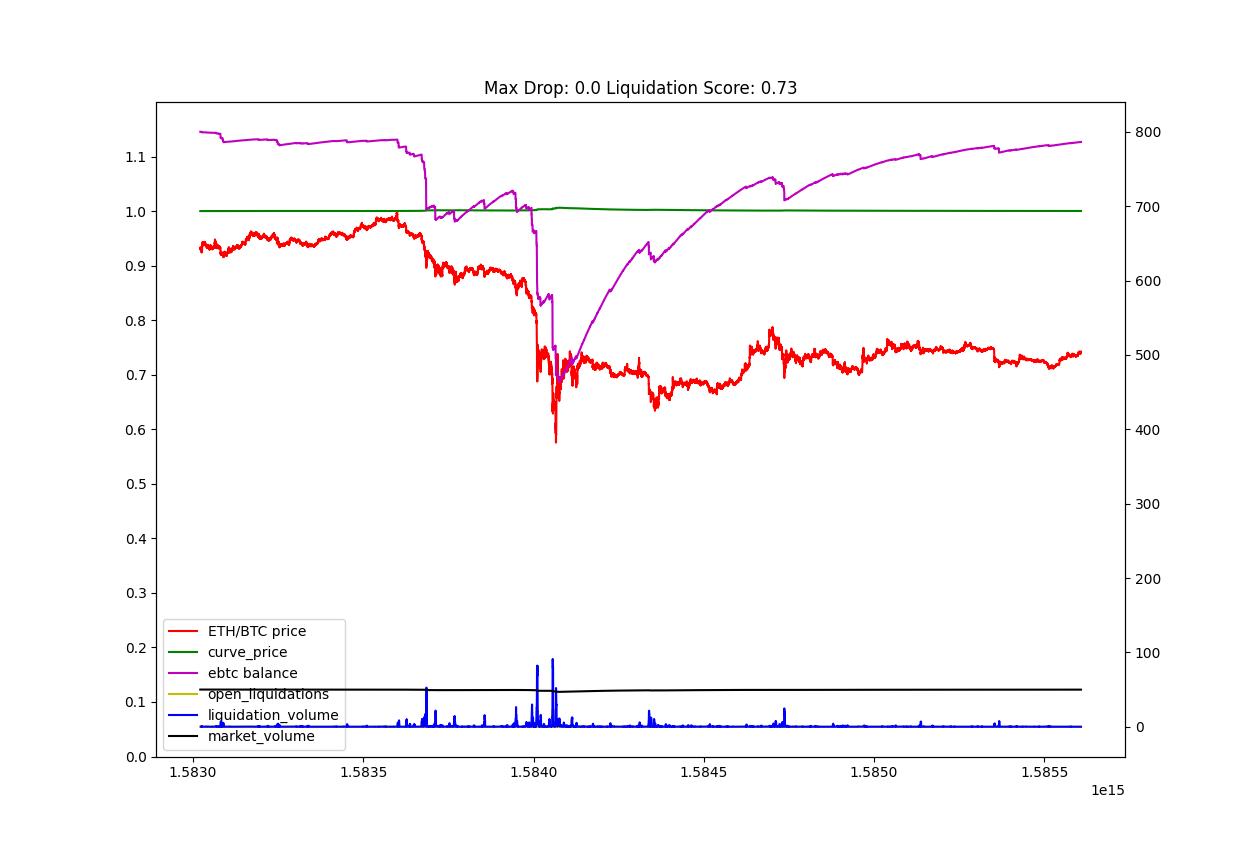 Max Drop: 0.0 Liquidation Score: 0.73
1.1
1.0
0.9
0.8
0.7
0.6
0.5
0.4
0.3
0.2
0.1
0.0
800
700
600
500
400
300
200
100
0
ETH/BTC price
curve_price
ebtc balance
open_liquidations
liquidation_volume
market_volume
1.5830 1.5835 1.5840 1.5845 1.5850 1.5855
1e15